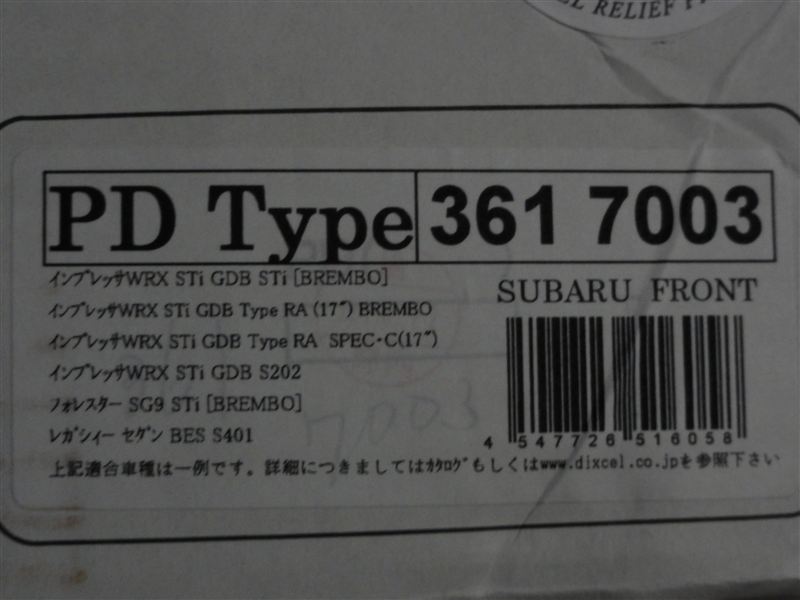 EL RELIEF
PD Type 361 7003
インプレッサWRX STi GDB STi [BREMBO]
インプレッサWRX STi GDB Type RA (17") BREMBO
インプレッサWRX STi GDB Type RA SPEC・C(17")
インプレッサWRX STi GDB S202
フォレスター SG9 STi [BREMBO]
レガシィー セダン BES S401
SUBARU FRONT
4 547726 516058
上記適合車種は一例です。詳細につきましてはカタログもしくはwww.dixcel.co.jpを参照下さい
7003